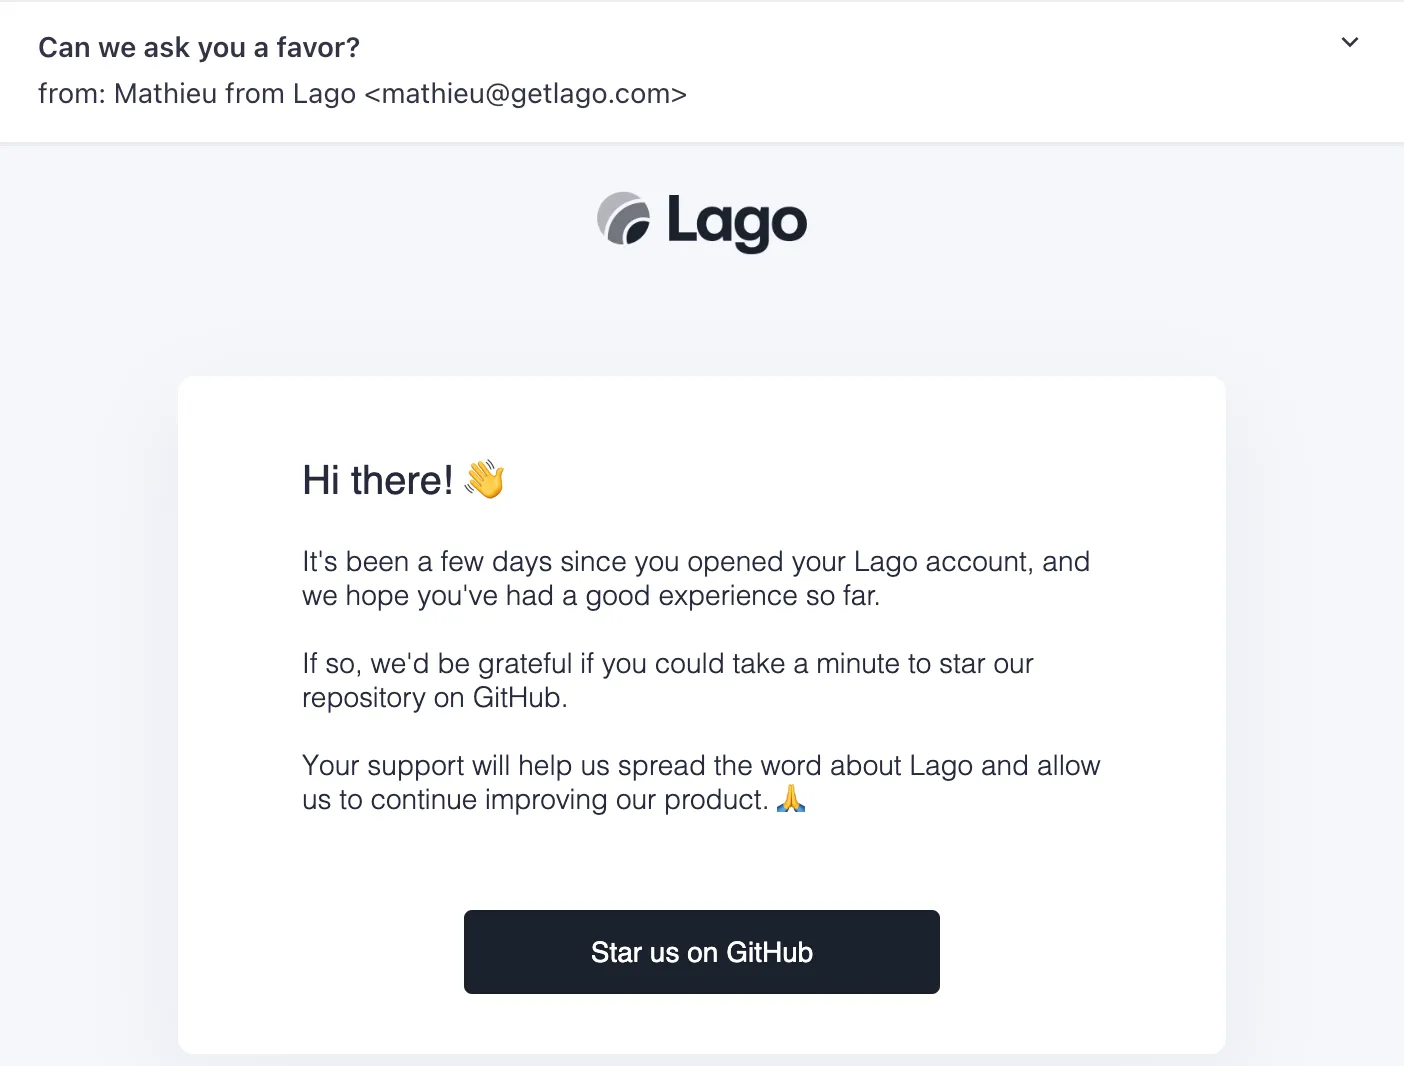 Can we ask you a favor?
from: Mathieu from Lago <mathieu@getlago.com>
Lago
Hi there! 👋
It's been a few days since you opened your Lago account, and
we hope you've had a good experience so far.
If so, we'd be grateful if you could take a minute to star our
repository on GitHub.
Your support will help us spread the word about Lago and allow
us to continue improving our product. 🙏
Star us on GitHub